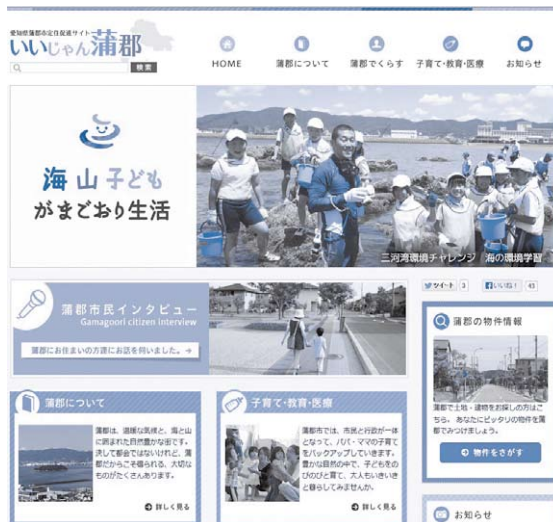 愛知県蒲郡市定住促進サイト
いいじゃん蒲郡
検索
HOME
蒲郡について
蒲郡でくらす
子育て・教育・医療
お知らせ
海山子ども
がまごおり生活
三河湾環境チャレンジ 海の環境学習
蒲郡市民インタビュー
Gamagoori citizen interview
蒲郡にお住まいの方達にお話を伺いました。→
ツイート 3
いいね! 45
蒲郡の物件情報
蒲郡で土地・建物をお探しの方はこ
ちら。あなたにピッタリの物件を蒲
郡でみつけましょう。
物件をさがす
蒲郡について
蒲郡は、温暖な気候と、海と山
に囲まれた自然豊かな街です。
決して都会ではないけれど、蒲
郡だからこそ得られる、大切な
ものがたくさんあります。
詳しく見る
子育て・教育・医療
蒲郡市では、市民と行政が一体
となって、パパ・ママの子育て
をバックアップしていきます。
豊かな自然の中で、子どもをの
びのびと育て、大人もいきいき
と暮らしてみませんか。
詳しく見る
お知らせ